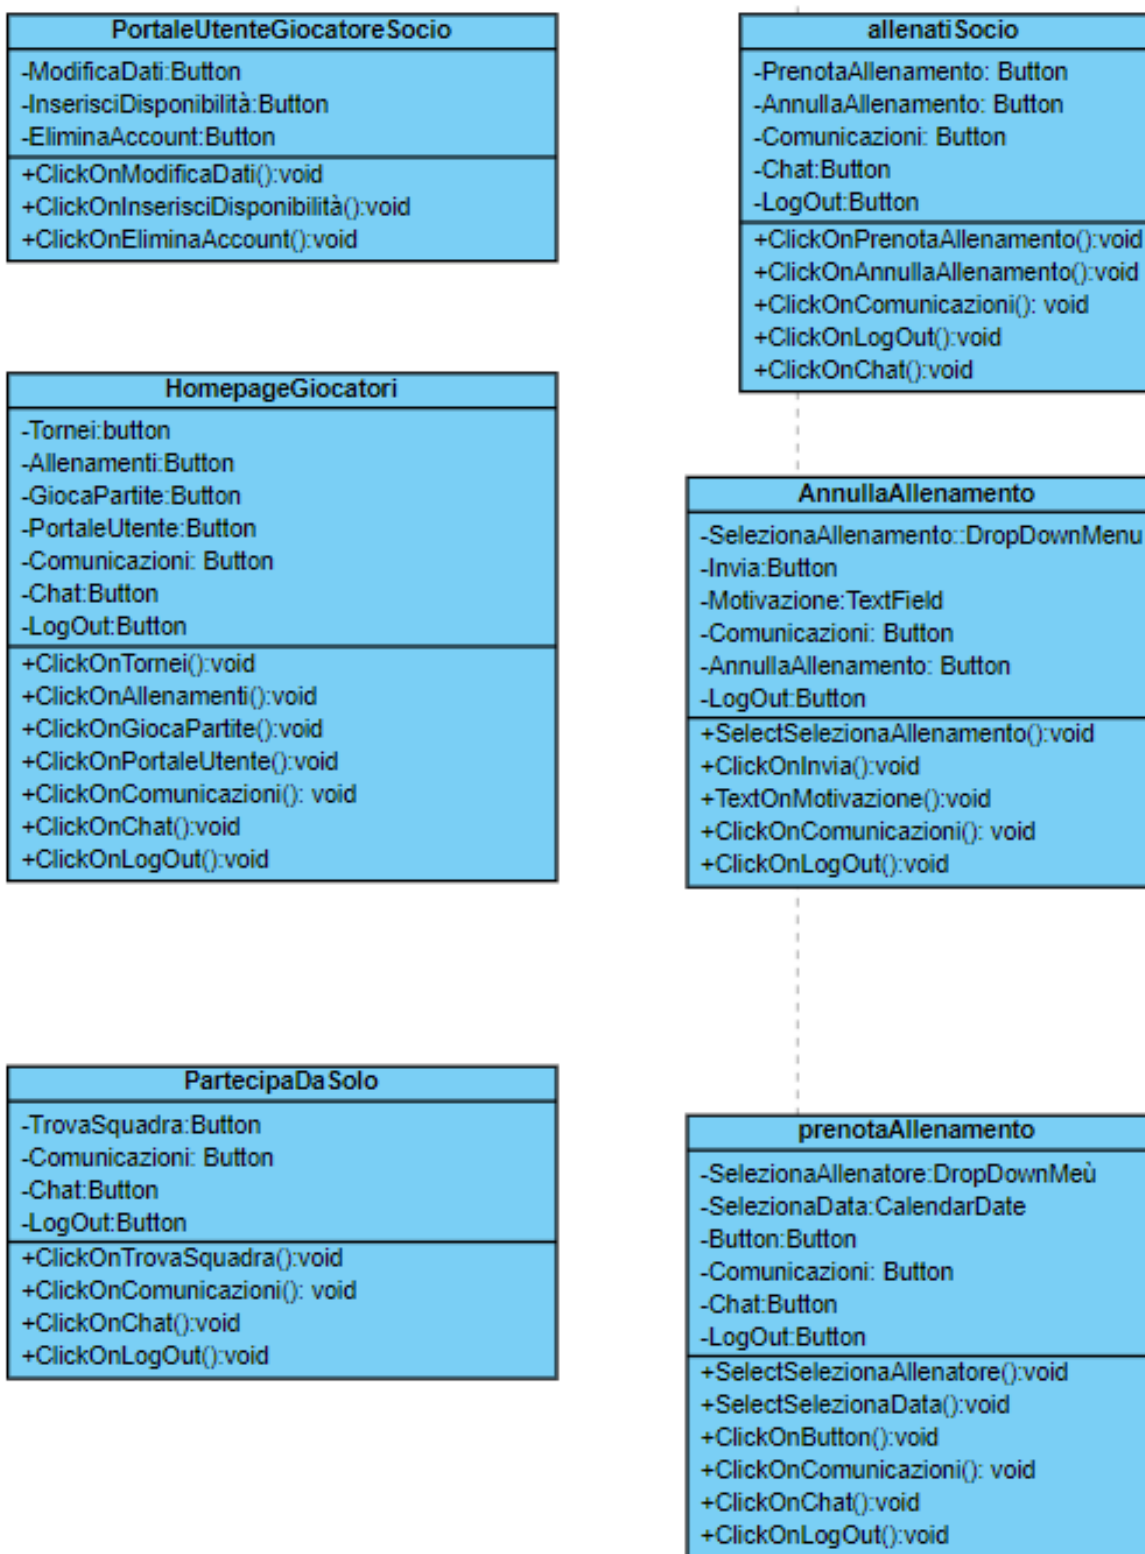 PortaleUtenteGiocatoreSocio
-ModificaDati:Button
-InserisciDisponibilità:Button
-EliminaAccount:Button
+ClickOnModificaDati():void
+ClickOnInserisciDisponibilità():void
+ClickOnEliminaAccount():void
HomepageGiocatori
-Tornei:button
-Allenamenti:Button
-GiocaPartite:Button
-PortaleUtente:Button
-Comunicazioni: Button
-Chat:Button
-LogOut:Button
+ClickOnTornei():void
+ClickOnAllenamenti():void
+ClickOnGiocaPartite():void
+ClickOnPortaleUtente():void
+ClickOnComunicazioni(): void
+ClickOnChat():void
+ClickOnLogOut():void
PartecipaDaSolo
-TrovaSquadra:Button
-Comunicazioni: Button
-Chat:Button
-LogOut:Button
+ClickOnTrovaSquadra():void
+ClickOnComunicazioni(): void
+ClickOnChat():void
+ClickOnLogOut():void
allenatiSocio
-PrenotaAllenamento: Button
-AnnullaAllenamento: Button
-Comunicazioni: Button
-Chat:Button
-LogOut:Button
+ClickOnPrenotaAllenamento():void
+ClickOnAnnullaAllenamento():void
+ClickOnComunicazioni(): void
+ClickOnLogOut():void
+ClickOnChat():void
AnnullaAllenamento
-SelezionaAllenamento::DropDownMenu
-Invia:Button
-Motivazione:TextField
-Comunicazioni: Button
-AnnullaAllenamento: Button
-LogOut:Button
+SelectSelezionaAllenamento():void
+ClickOnInvia():void
+TextOnMotivazione():void
+ClickOnComunicazioni(): void
+ClickOnLogOut():void
prenotaAllenamento
-SelezionaAllenatore:DropDownMeù
-SelezionaData:CalendarDate
-Button:Button
-Comunicazioni: Button
-Chat:Button
-LogOut:Button
+SelectSelezionaAllenatore():void
+SelectSelezionaData():void
+ClickOnButton():void
+ClickOnComunicazioni(): void
+ClickOnChat():void
+ClickOnLogOut():void